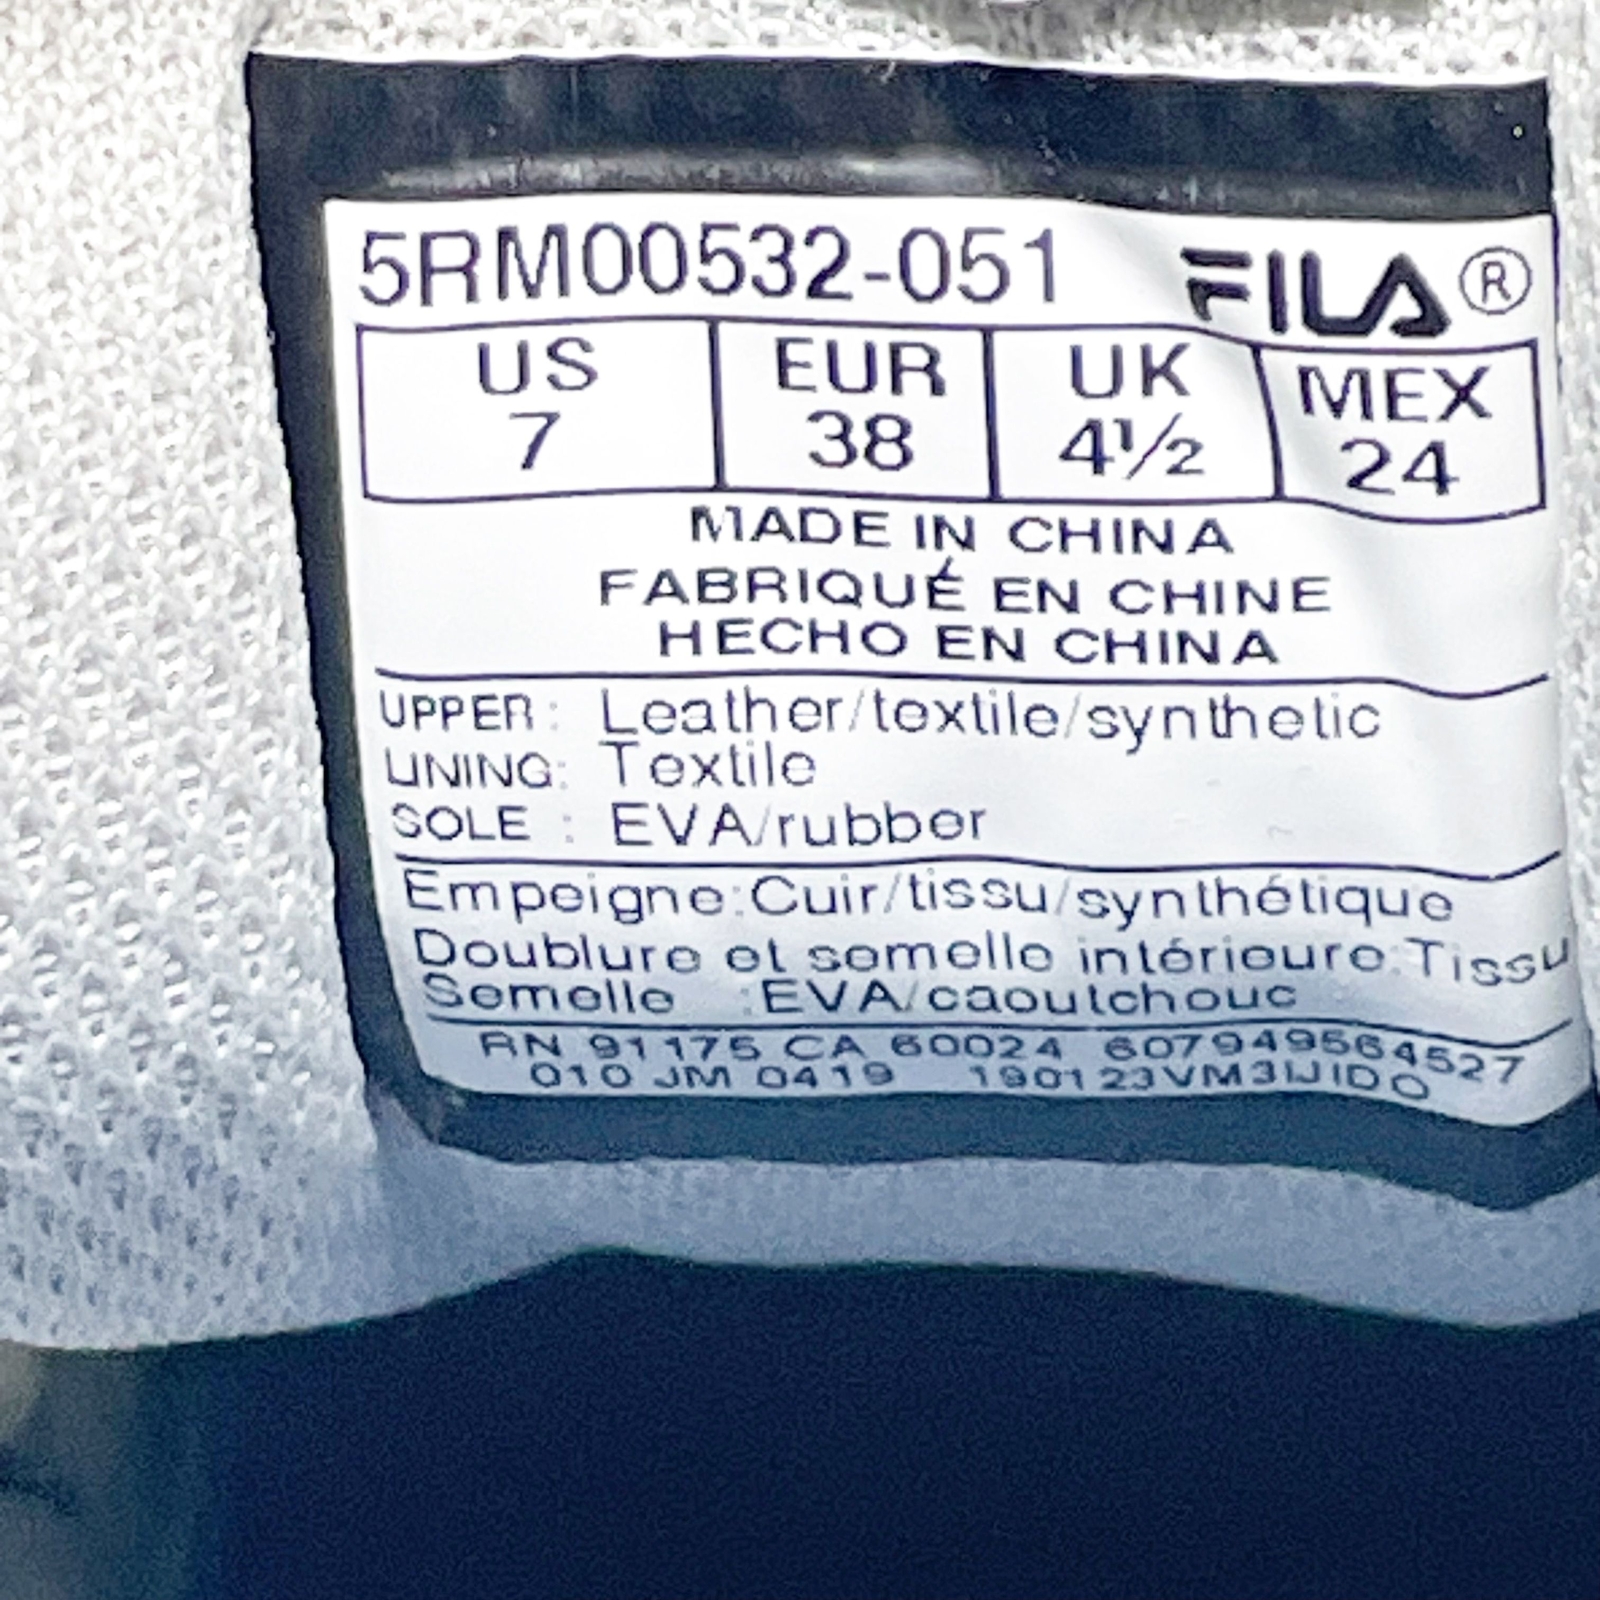 5RM00532-051 FILA®
US EUR UK MEX
7 38 4½ 24
MADE IN CHINA
FABRIQUÉ EN CHINE
HECHO EN CHINA
UPPER: Leather/textile/synthetic
LINING: Textile
SOLE : EVA/rubber
Empeigne:Cuir/tissu/synthétique
Doublure et semelle intérieure:Tissu
Semelle :EVA/caoutchouc
RN 91175 CA 60024 607949564527
010 JM 0419